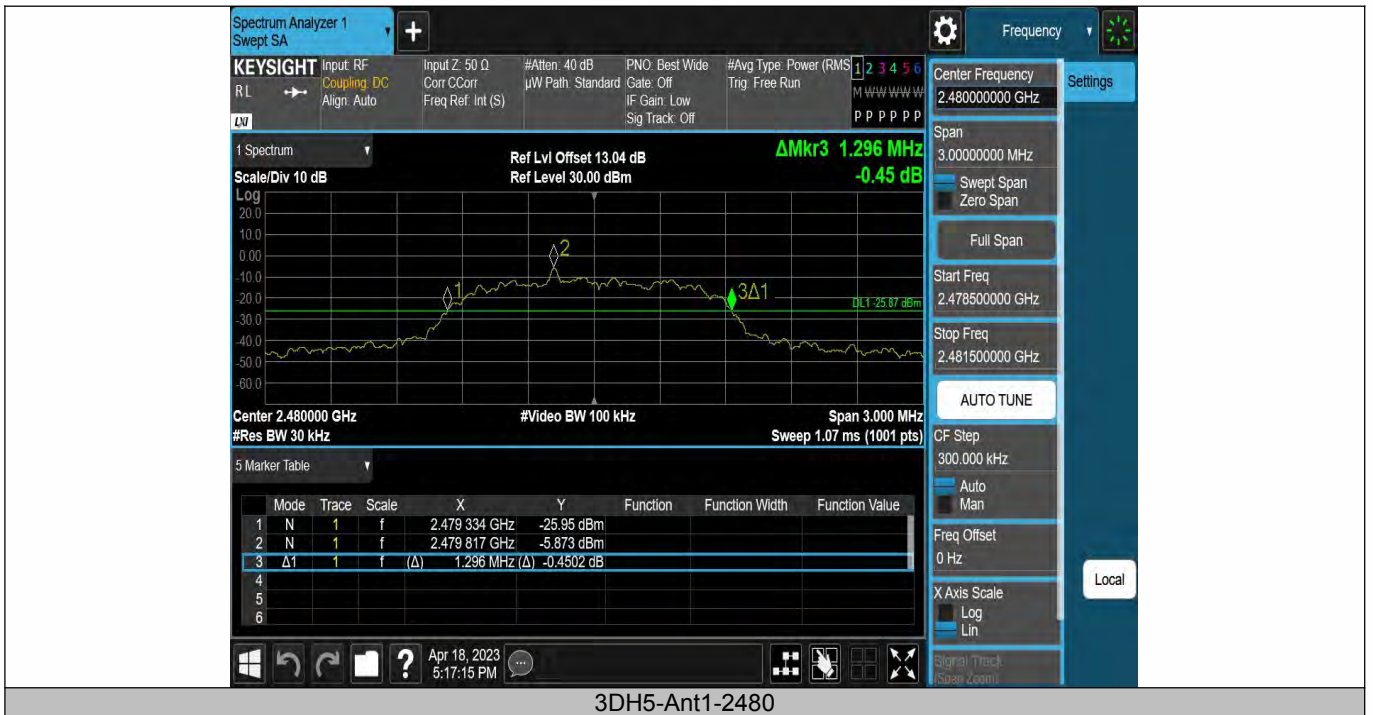 Spectrum Analyzer 1
Swept SA
+
Frequency
KEYSIGHT
RL
LXI
Input: RF
Coupling: DC
Align: Auto
Input Z: 50 Ω
Corr CCorr
Freq Ref: Int (S)
#Atten: 40 dB
µW Path: Standard
PNO: Best Wide
Gate: Off
IF Gain: Low
Sig Track: Off
#Avg Type: Power (RMS
Trig: Free Run
1 2 3 4 5 6
M W W W W W
P P P P P P
Center Frequency
2.480000000 GHz
Settings
Span
3.00000000 MHz
Swept Span
Zero Span
Full Span
Start Freq
2.478500000 GHz
Stop Freq
2.481500000 GHz
AUTO TUNE
CF Step
300.000 kHz
Auto
Man
Freq Offset
0 Hz
X Axis Scale
Log
Lin
Signal Track
(Span Zoom)
Local
1 Spectrum
Scale/Div 10 dB
Ref Lvl Offset 13.04 dB
Ref Level 30.00 dBm
ΔMkr3 1.296 MHz
-0.45 dB
Log
20.0
10.0
0.00
-10.0
-20.0
-30.0
-40.0
-50.0
-60.0
1
2
3Δ1
DL1 -25.87 dBm
Center 2.480000 GHz
#Video BW 100 kHz
Span 3.000 MHz
#Res BW 30 kHz
Sweep 1.07 ms (1001 pts)
5 Marker Table
Mode Trace Scale X Y Function Function Width Function Value
1 N 1 f 2.479 334 GHz -25.95 dBm
2 N 1 f 2.479 817 GHz -5.873 dBm
3 Δ1 1 f (Δ) 1.296 MHz (Δ) -0.4502 dB
4
5
6
?
Apr 18, 2023
5:17:15 PM
3DH5-Ant1-2480